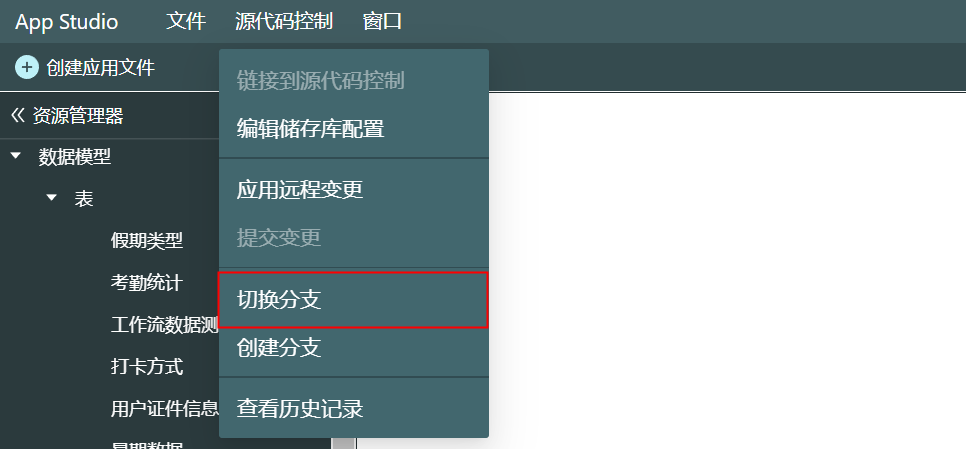 App Studio 文件 源代码控制 窗口
创建应用文件
资源管理器
数据模型
表
假期类型
考勤统计
工作流数据测
打卡方式
用户证件信息
链接到源代码控制
编辑储存库配置
应用远程变更
提交变更
切换分支
创建分支
查看历史记录